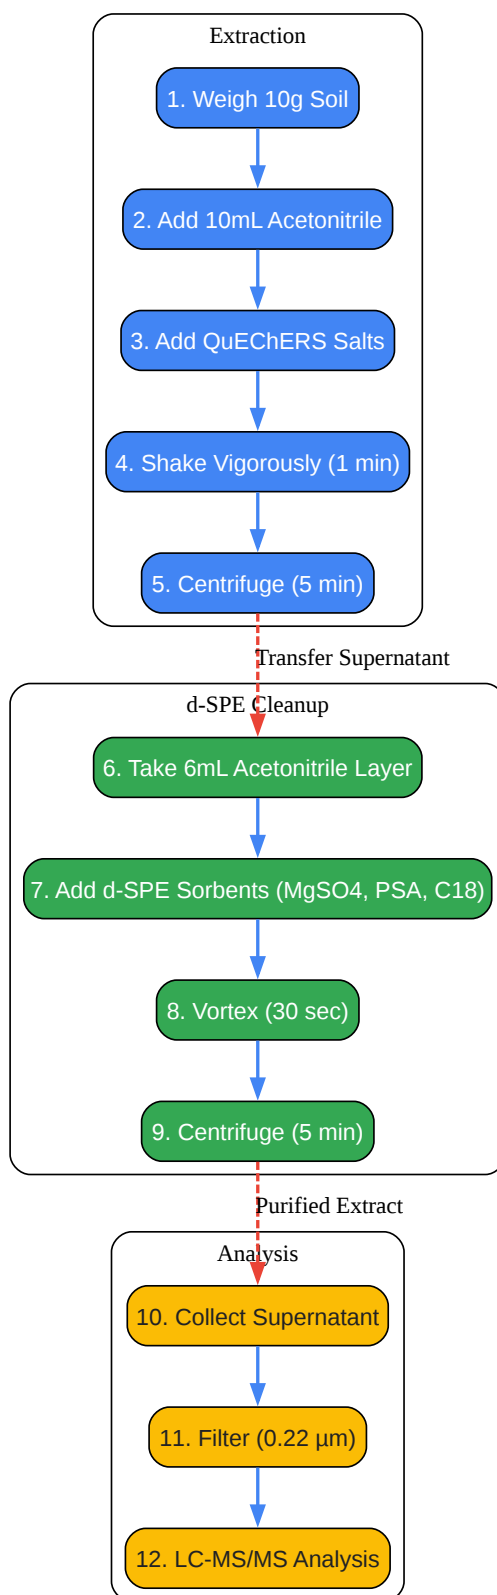 Extraction
1. Weigh 10g Soil
2. Add 10mL Acetonitrile
3. Add QuEChERS Salts
4. Shake Vigorously (1 min)
5. Centrifuge (5 min)
Transfer Supernatant
d-SPE Cleanup
6. Take 6mL Acetonitrile Layer
7. Add d-SPE Sorbents (MgSO4, PSA, C18)
8. Vortex (30 sec)
9. Centrifuge (5 min)
Purified Extract
Analysis
10. Collect Supernatant
11. Filter (0.22 µm)
12. LC-MS/MS Analysis